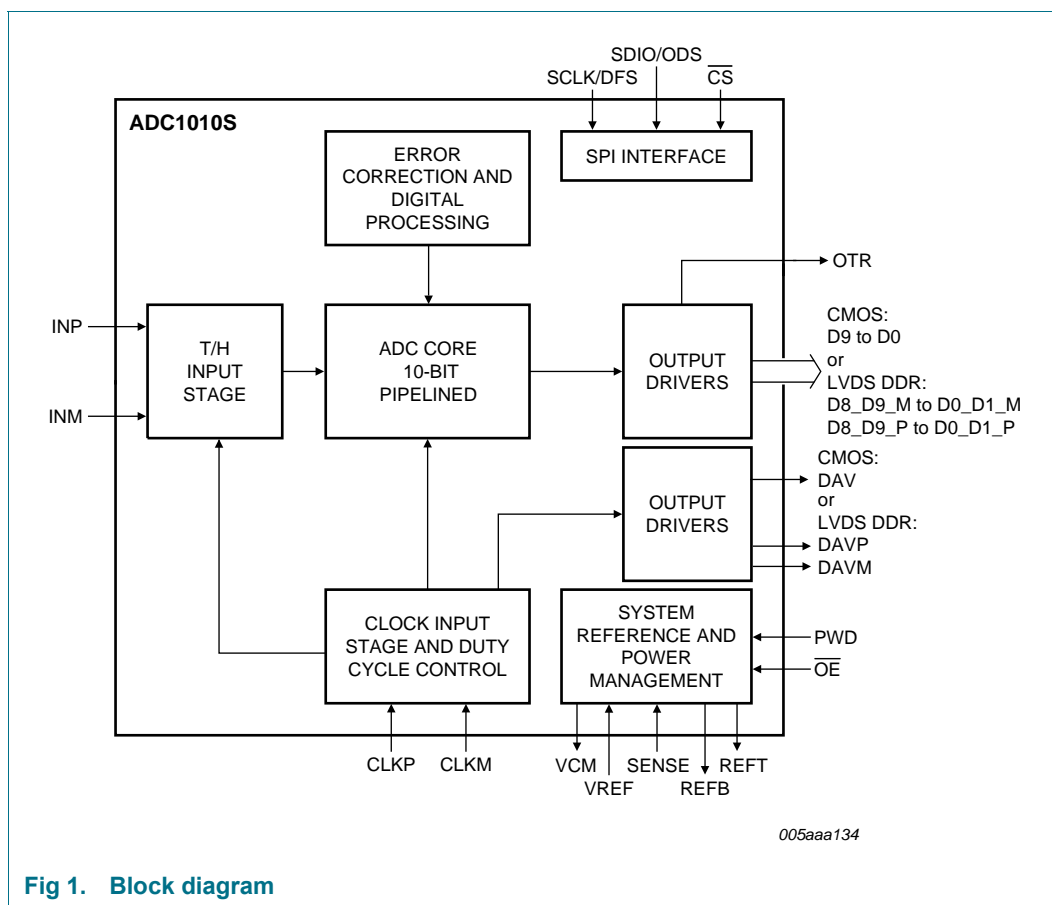 SDIO/ODS
SCLK/DFS
CS
ADC1010S
ERROR
CORRECTION AND
DIGITAL
PROCESSING
SPI INTERFACE
OTR
INP
INM
T/H
INPUT
STAGE
ADC CORE
10-BIT
PIPELINED
OUTPUT
DRIVERS
CMOS:
D9 to D0
or
LVDS DDR:
D8_D9_M to D0_D1_M
D8_D9_P to D0_D1_P
OUTPUT
DRIVERS
CMOS:
DAV
or
LVDS DDR:
DAVP
DAVM
CLOCK INPUT
STAGE AND DUTY
CYCLE CONTROL
SYSTEM
REFERENCE AND
POWER
MANAGEMENT
PWD
OE
CLKP
CLKM
VCM
VREF
SENSE
REFB
REFT
005aaa134
Fig 1. Block diagram